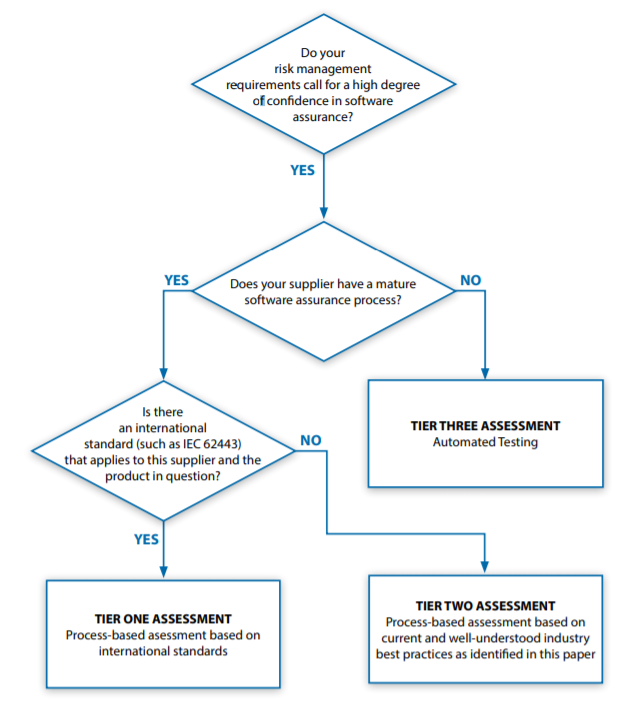 Do your
risk management
requirements call for a high degree
of confidence in software
assurance?
YES
YES
Does your supplier have a mature
software assurance process?
NO
Is there
an international
standard (such as IEC 62443)
that applies to this supplier and the
product in question?
NO
TIER THREE ASSESSMENT
Automated Testing
YES
TIER ONE ASSESSMENT
Process-based asessment based on
international standards
TIER TWO ASSESSMENT
Process-based assessment based on
current and well-understood industry
best practices as identified in this paper